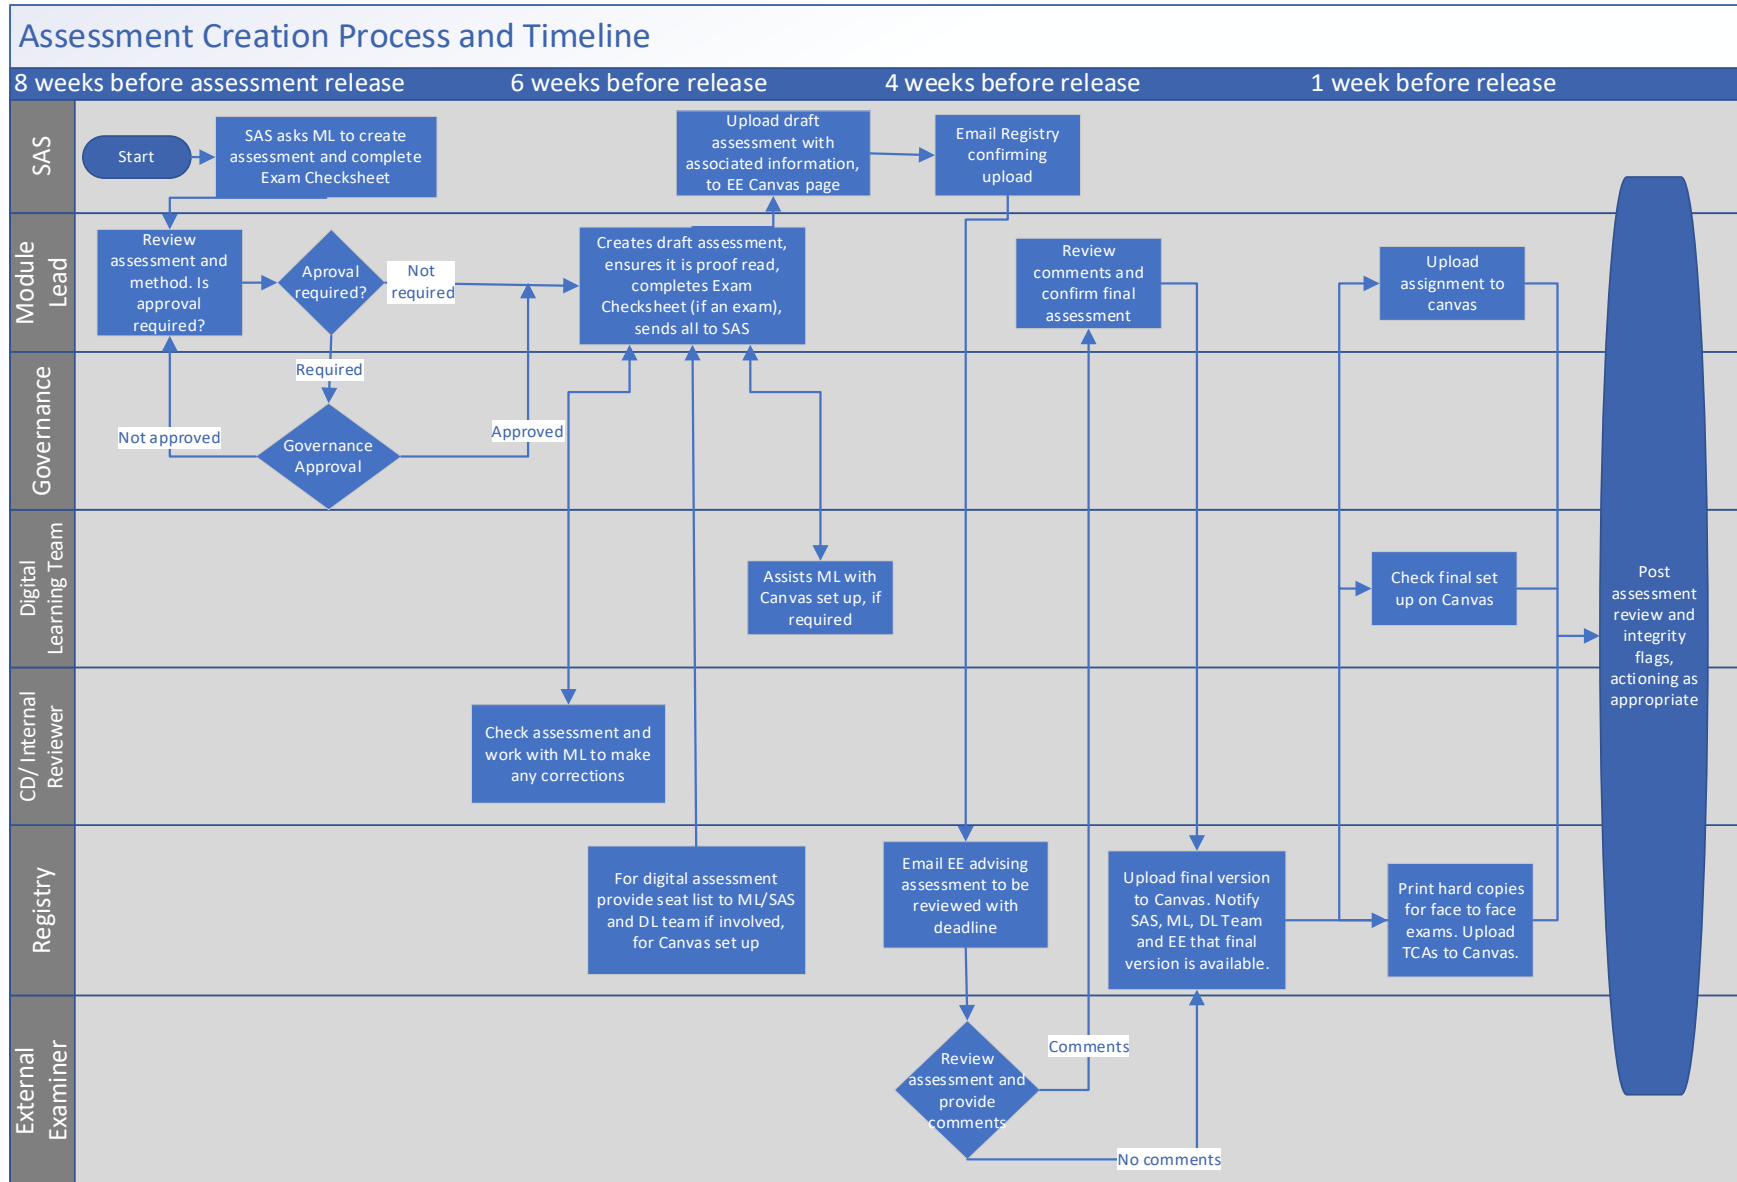 Assessment Creation Process and Timeline
8 weeks before assessment release
6 weeks before release
4 weeks before release
1 week before release
SAS
Start
SAS asks ML to create
assessment and complete
Exam Checksheet
Upload draft
assessment with
associated information,
to EE Canvas page
Email Registry
confirming
upload
Module
Lead
Review
assessment and
method. Is
approval
required?
Aproval
required?
Not
required
Creates draft assessment,
ensures it is proof read,
completes Exam
Checksheet (if an exam),
sends all to SAS
Review
comments and
confirm final
assessment
Upload
assignment to
canvas
Governance
Required
Not approved
Governance
Approval
Approved
Digital
Learning Team
Assists ML with
Canvas set up, if
required
Check final set
up on Canvas
Post
assessment
review and
integrity
flags,
actioning as
appropriate
CD/ Internal
Reviewer
Check assessment and
work with ML to make
any corrections
Registry
For digital assessment
provide seat list to ML/SAS
and DL team if involved,
for Canvas set up
Email EE advising
assessment to be
reviewed with
deadline
Upload final version
to Canvas. Notify
SAS, ML, DL Team
and EE that final
version is available.
Print hard copies
for face to face
exams. Upload
TCAs to Canvas.
External
Examiner
Review
assessment and
provide
comments
Comments
No comments